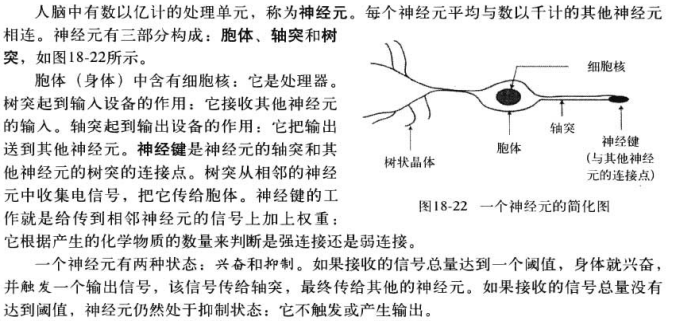 人脑中有数以亿计的处理单元，称为神经元。每个神经元平均与数以千计的其他神经元
相连。神经元有三部分构成：胞体、轴突和树
突，如图18-22所示。
胞体（身体）中含有细胞核：它是处理器。
树突起到输入设备的作用：它接收其他神经元
的输入。轴突起到输出设备的作用：它把输出
送到其他神经元。神经键是神经元的轴突和其
他神经元的树突的连接点。树突从相邻的神经
元中收集电信号，把它传给胞体。神经键的工
作就是给传到相邻神经元的信号上加上权重：
它根据产生的化学物质的数量来判断是强连接还是弱连接。
细胞核
轴突
胞体
树状晶体
神经键
(与其他神经
元的连接点)
图18-22 一个神经元的简化图
一个神经元有两种状态：兴奋和抑制。如果接收的信号总量达到一个阈值，身体就兴奋，
并触发一个输出信号，该信号传给轴突，最终传给其他的神经元。如果接收的信号总量没有
达到阈值，神经元仍然处于抑制状态：它不触发或产生输出。